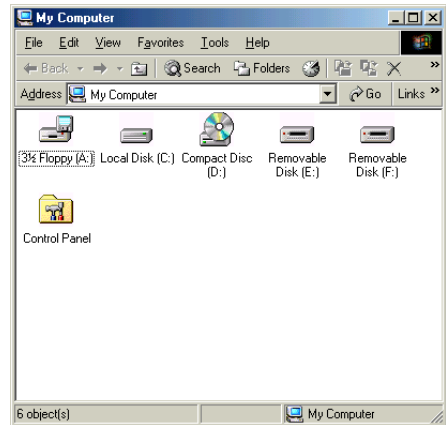 My Computer
File Edit View Favorites Tools Help
Back Search Folders »
Address My Computer Go Links »
3½ Floppy (A:) Local Disk (C:) Compact Disc (D:) Removable Disk (E:) Removable Disk (F:)
Control Panel
6 object(s) My Computer